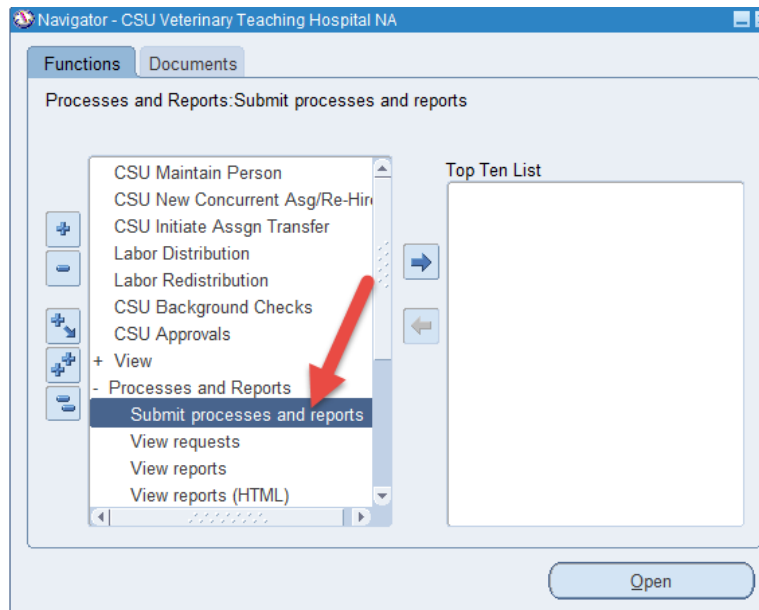 Navigator - CSU Veterinary Teaching Hospital NA
Functions
Documents
Processes and Reports:Submit processes and reports
CSU Maintain Person
CSU New Concurrent Asg/Re-Hire
CSU Initiate Assgn Transfer
Labor Distribution
Labor Redistribution
CSU Background Checks
CSU Approvals
+ View
- Processes and Reports
Submit processes and reports
View requests
View reports
View reports (HTML)
Top Ten List
Open